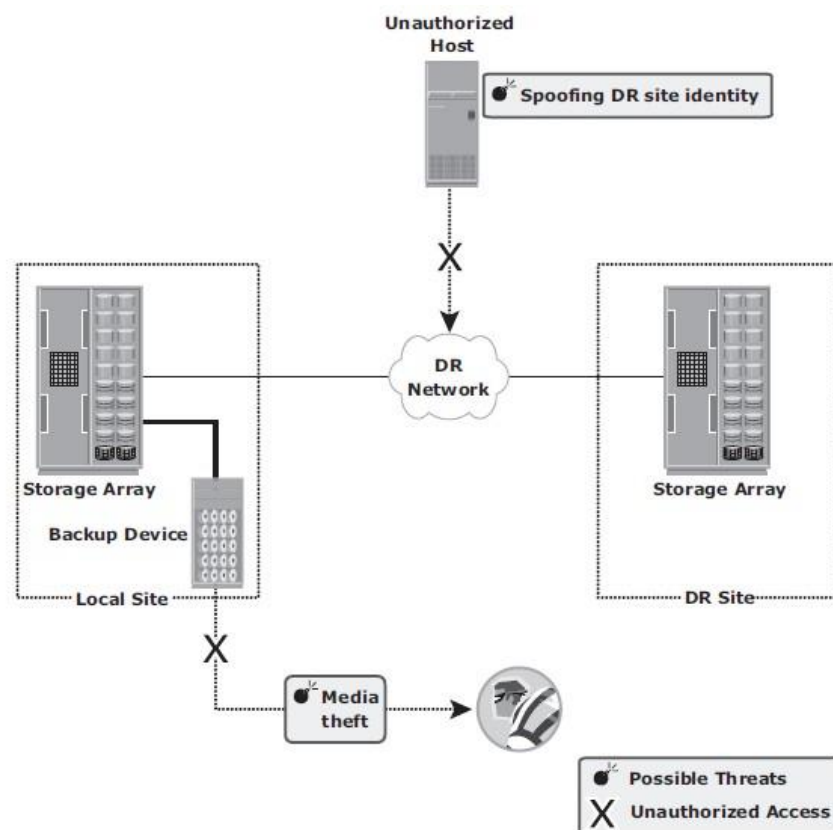 Unauthorized
Host
Spoofing DR site identity
X
DR
Network
Storage Array
Storage Array
Backup Device
Local Site
DR Site
X
Media
theft
Possible Threats
X Unauthorized Access